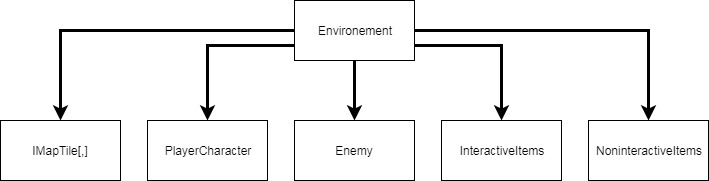 Environement
IMapTile[,]
PlayerCharacter
Enemy
InteractiveItems
NoninteractiveItems